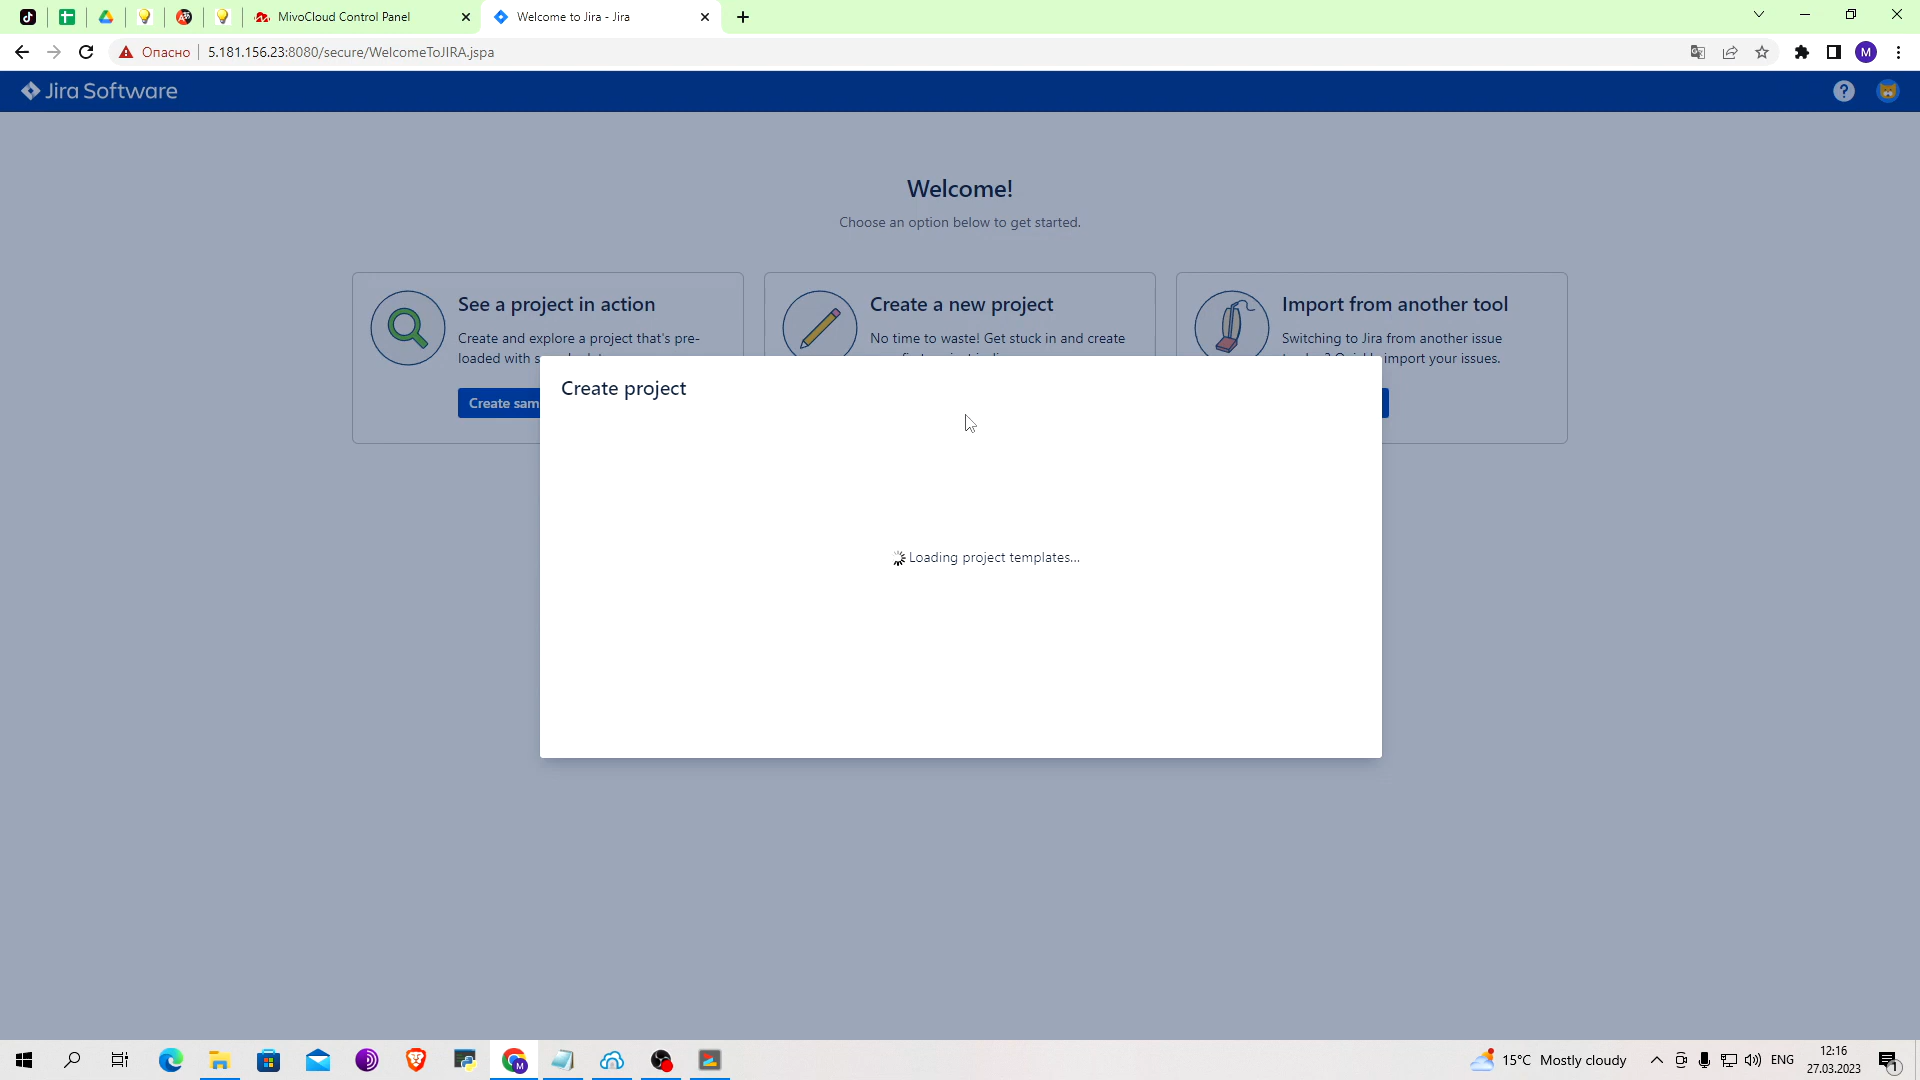 MivoCloud Control Panel
Welcome to Jira - Jira
Опасно
5.181.156.23:8080/secure/WelcomeToJIRA.jspa
M
Jira Software
?
Welcome!
Choose an option below to get started.
See a project in action
Create and explore a project that's pre-
loaded with
Create sam
Create a new project
No time to waste! Get stuck in and create
Import from another tool
Switching to Jira from another issue
import your issues.
Create project
Loading project templates...
15°C Mostly cloudy
ENG
12:16
27.03.2023
1